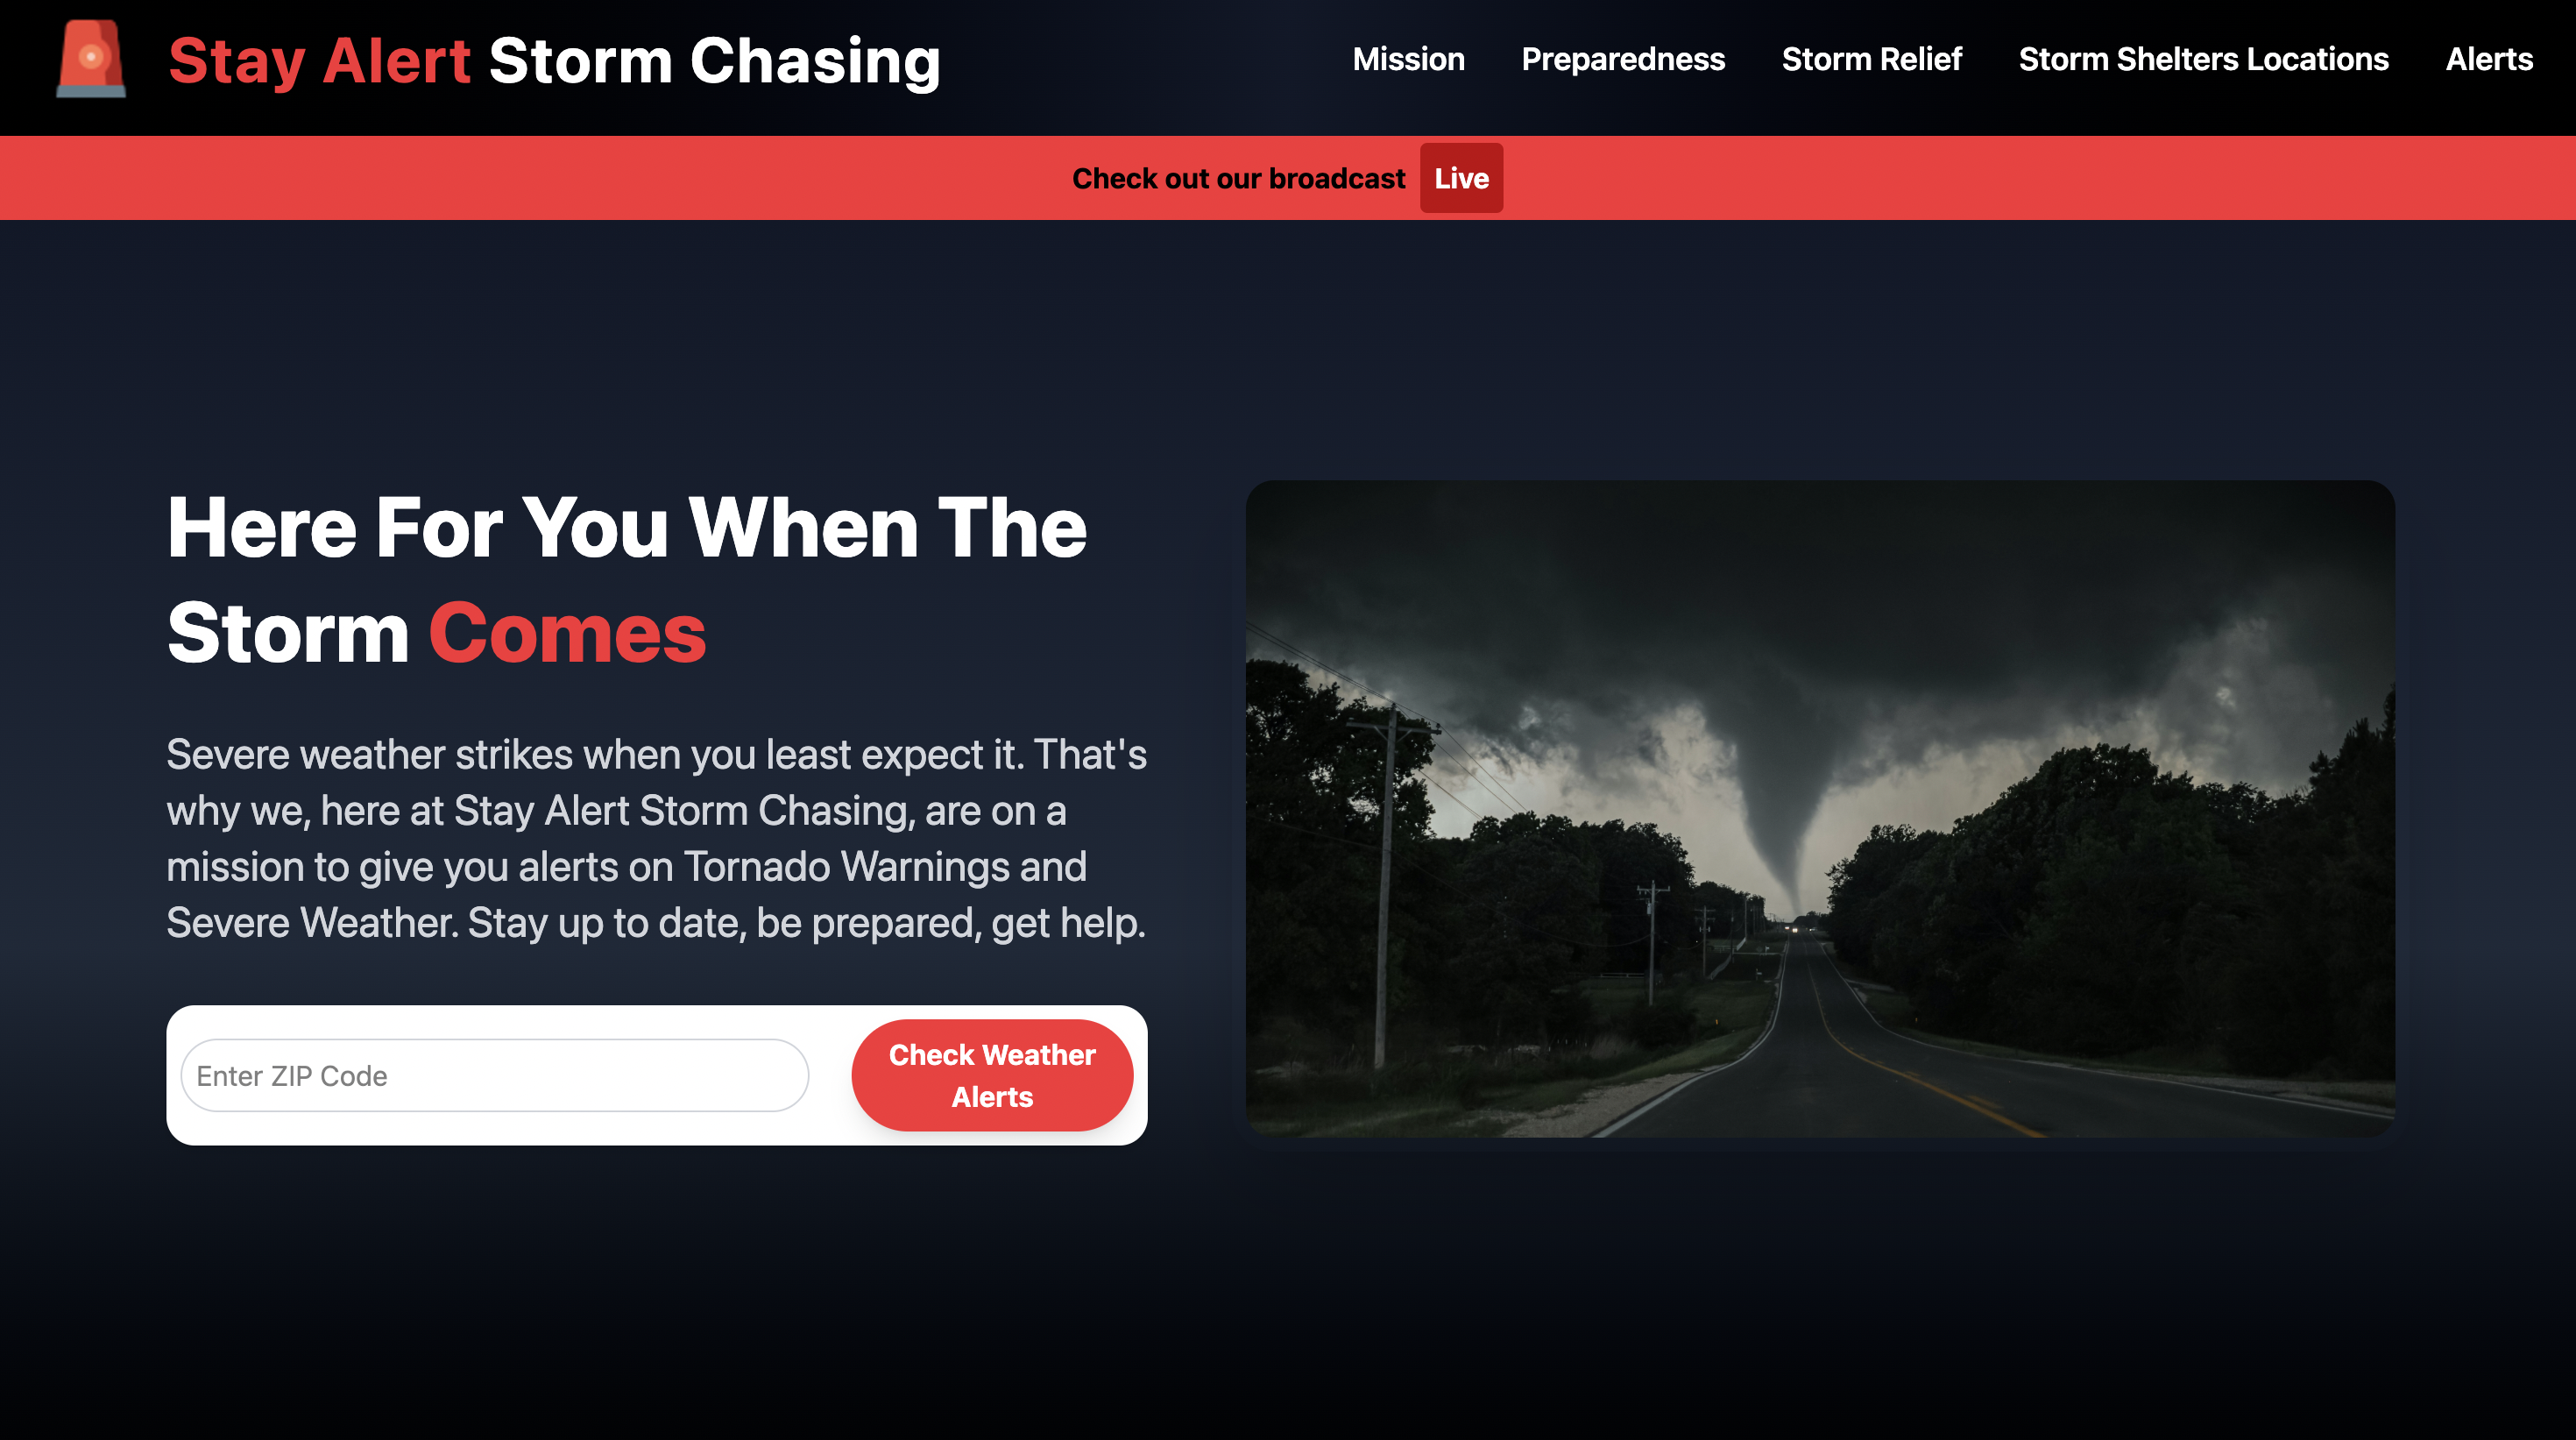 Stay Alert Storm Chasing
Mission
Preparedness
Storm Relief
Storm Shelters Locations
Alerts
Check out our broadcast Live
Here For You When The
Storm Comes
Severe weather strikes when you least expect it. That's
why we, here at Stay Alert Storm Chasing, are on a
mission to give you alerts on Tornado Warnings and
Severe Weather. Stay up to date, be prepared, get help.
Enter ZIP Code
Check Weather
Alerts